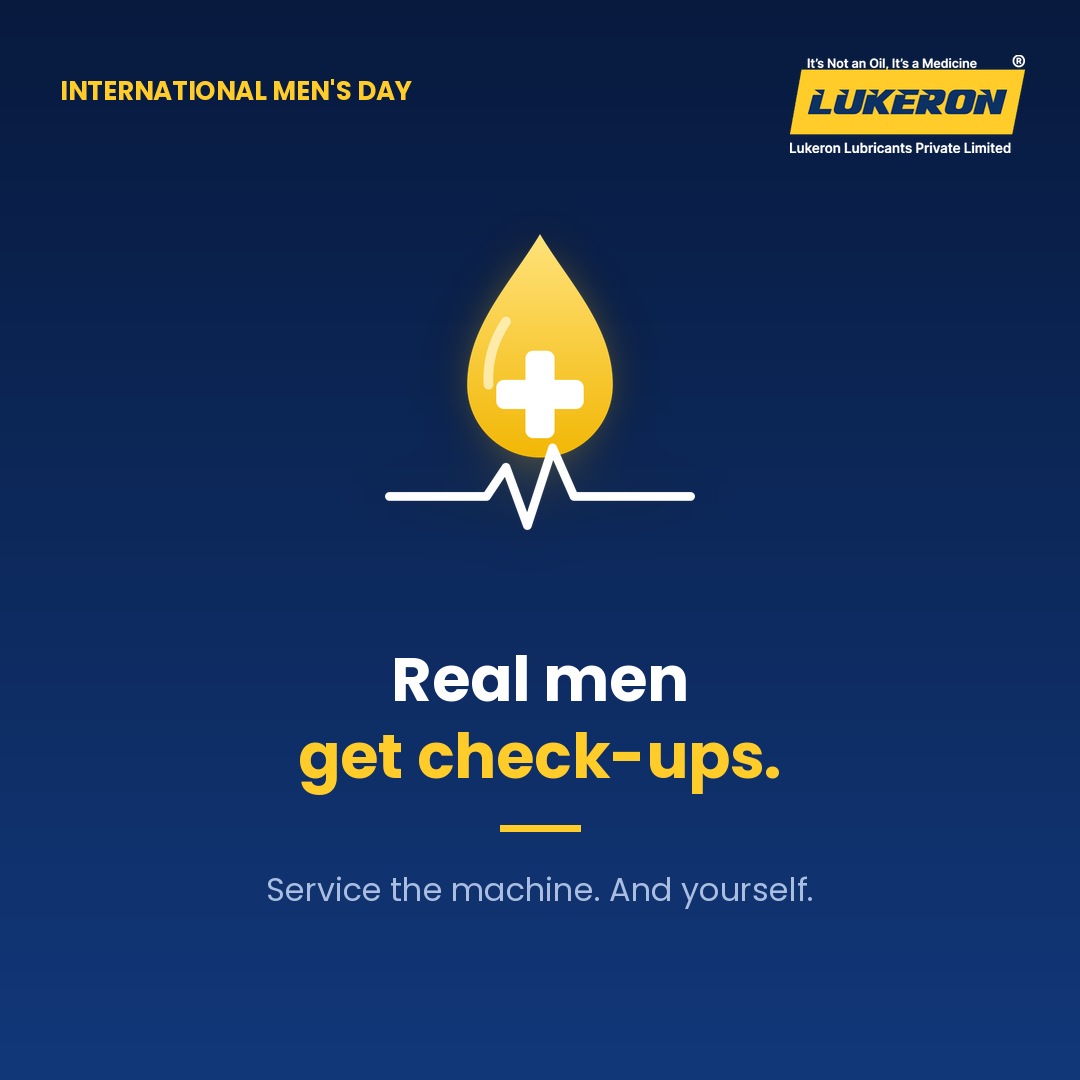 INTERNATIONAL MEN'S DAY
It's Not an Oil, It's a Medicine
®
LUKERON
Lukeron Lubricants Private Limited
Real men
get check-ups.
Service the machine. And yourself.